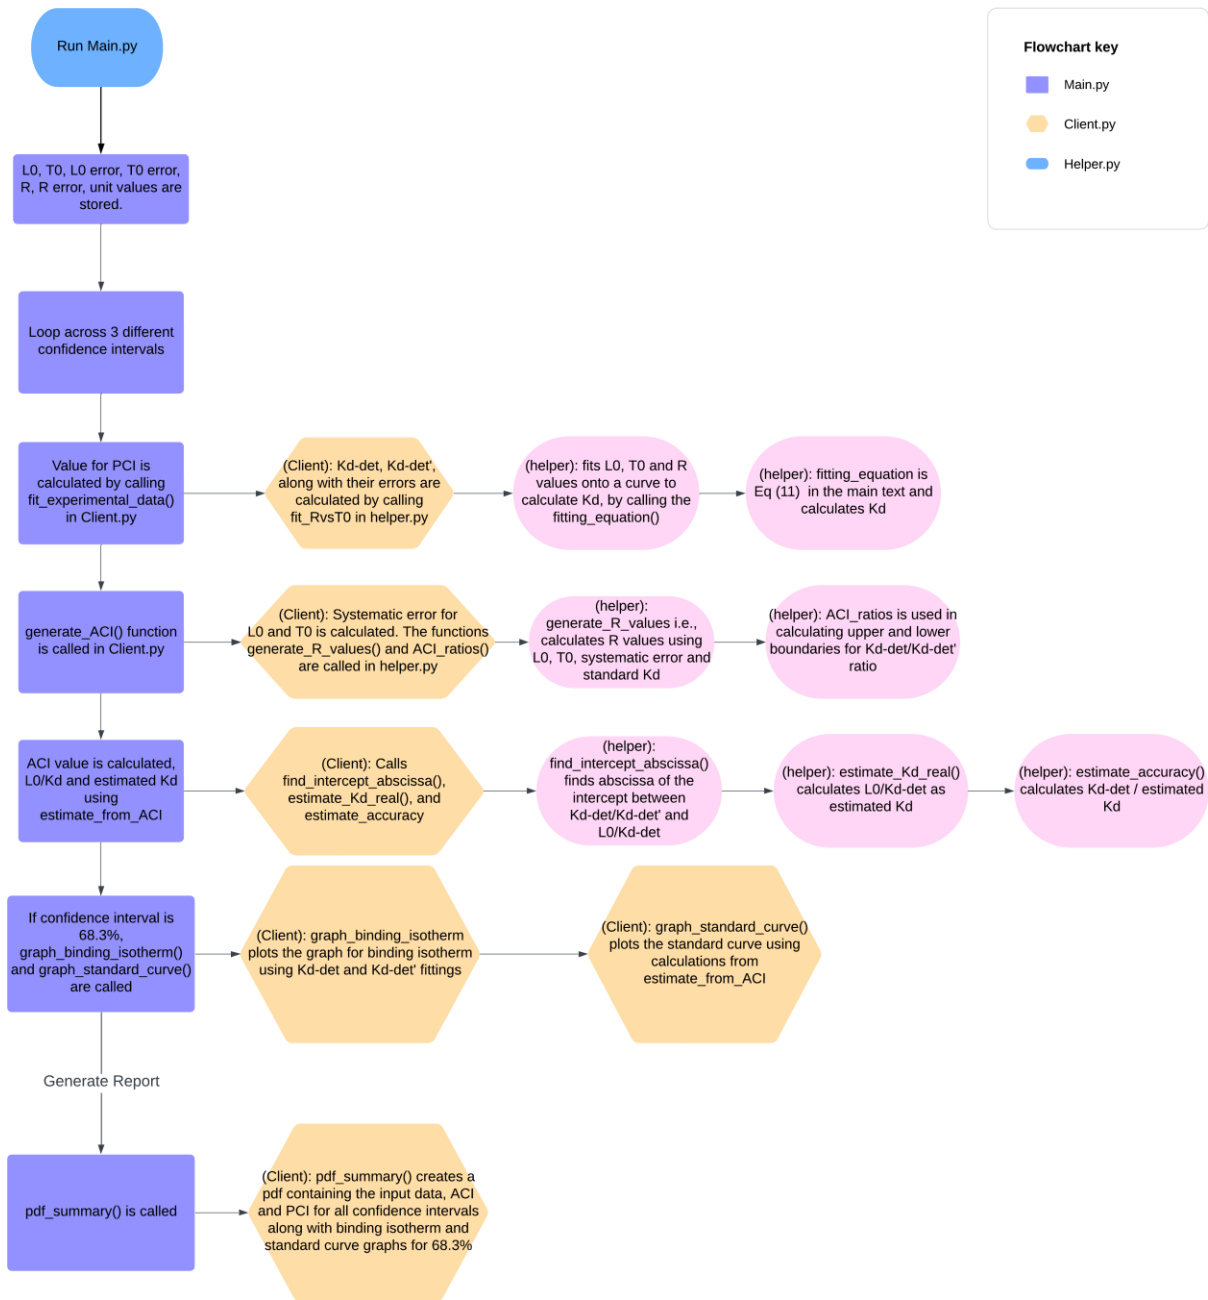 Run Main.py
Flowchart key
Main.py
Client.py
Helper.py
L0, T0, L0 error, T0 error,
R, R error, unit values are
stored.
Loop across 3 different
confidence intervals
Value for PCI is
calculated by calling
fit_experimental_data()
in Client.py
(Client): Kd-det, Kd-det',
along with their errors are
calculated by calling
fit_RvsT0 in helper.py
(helper): fits L0, T0 and R
values onto a curve to
calculate Kd, by calling the
fitting_equation()
(helper): fitting_equation is
Eq (11)  in the main text and
calculates Kd
generate_ACI() function
is called in Client.py
(Client): Systematic error for
L0 and T0 is calculated. The functions
generate_R_values() and ACI_ratios()
are called in helper.py
(helper):
generate_R_values i.e.,
calculates R values using
L0, T0, systematic error and
standard Kd
(helper): ACI_ratios is used in
calculating upper and lower
boundaries for Kd-det/Kd-det'
ratio
ACI value is calculated,
L0/Kd and estimated Kd
using
estimate_from_ACI
(Client): Calls
find_intercept_abscissa(),
estimate_Kd_real(), and
estimate_accuracy
(helper):
find_intercept_abscissa()
finds abscissa of the
intercept between
Kd-det/Kd-det' and
L0/Kd-det
(helper): estimate_Kd_real()
calculates L0/Kd-det as
estimated Kd
(helper): estimate_accuracy()
calculates Kd-det / estimated
Kd
If confidence interval is
68.3%,
graph_binding_isotherm()
and graph_standard_curve()
are called
(Client): graph_binding_isotherm
plots the graph for binding isotherm
using Kd-det and Kd-det' fittings
(Client): graph_standard_curve()
plots the standard curve using
calculations from
estimate_from_ACI
Generate Report
pdf_summary() is called
(Client): pdf_summary() creates a
pdf containing the input data, ACI
and PCI for all confidence intervals
along with binding isotherm and
standard curve graphs for 68.3%